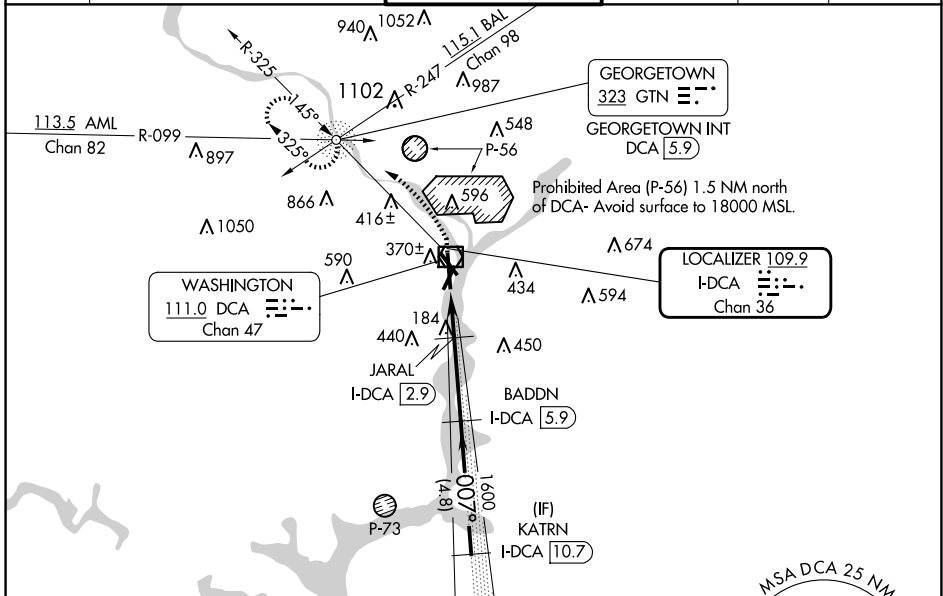 940
1052
R-325
115.1 BAL
R-247
Chan 98
1102
987
145°
325°
GEORGETOWN
323 GTN
GEORGETOWN INT
DCA 5.9
113.5 AML
R-099
Chan 82
897
548
P-56
866
416±
596
Prohibited Area (P-56) 1.5 NM north
of DCA- Avoid surface to 18000 MSL.
1050
370±
674
590
434
594
WASHINGTON
111.0 DCA
Chan 47
LOCALIZER 109.9
I-DCA
Chan 36
184
440
450
JARAL
I-DCA 2.9
BADDN
I-DCA 5.9
1600
007°
(4.8)
P-73
(IF)
KATRN
I-DCA 10.7
MSA DCA 25 NM